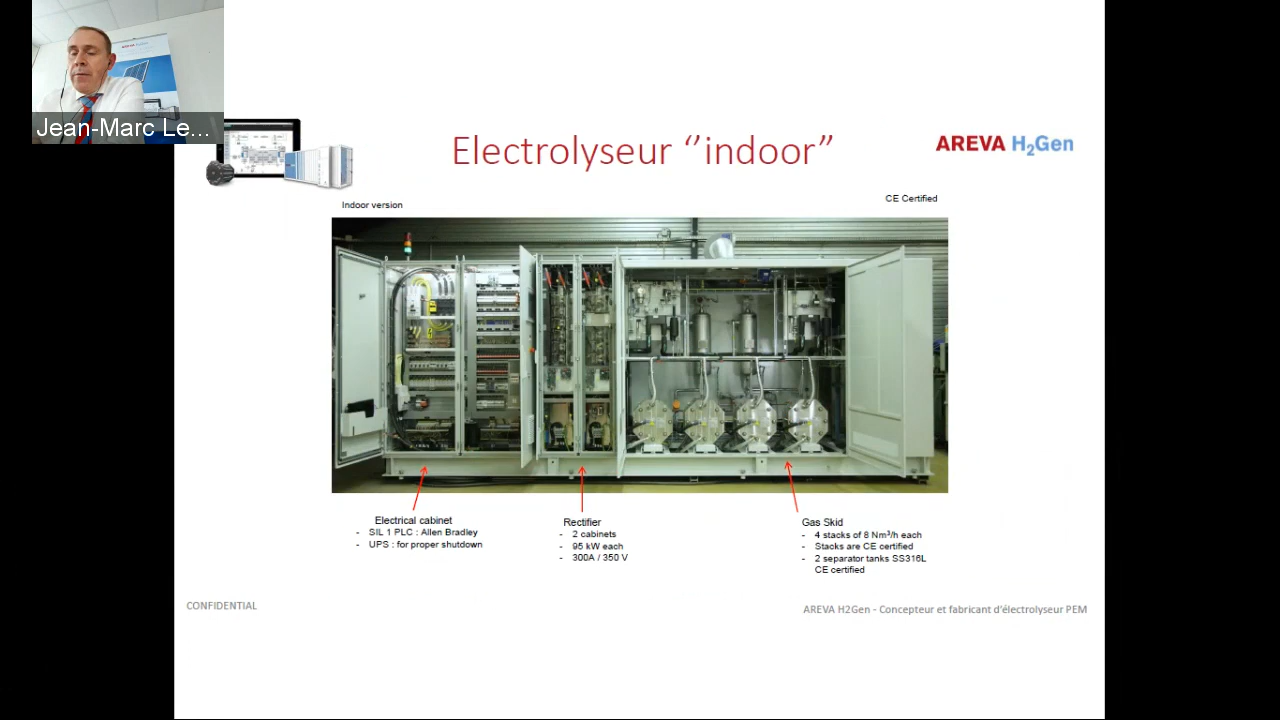 AREVA H2Gen
Jean-Marc Le...
Electrolyseur ‘’indoor”
AREVA H₂Gen
Indoor version
CE Certified
Electrical cabinet
- SIL 1 PLC : Allen Bradley
- UPS : for proper shutdown
Rectifier
- 2 cabinets
- 95 kW each
- 300A / 350 V
Gas Skid
- 4 stacks of 8 Nm³/h each
- Stacks are CE certified
- 2 separator tanks SS316L
CE certified
CONFIDENTIAL
AREVA H2Gen - Concepteur et fabricant d'électrolyseur PEM